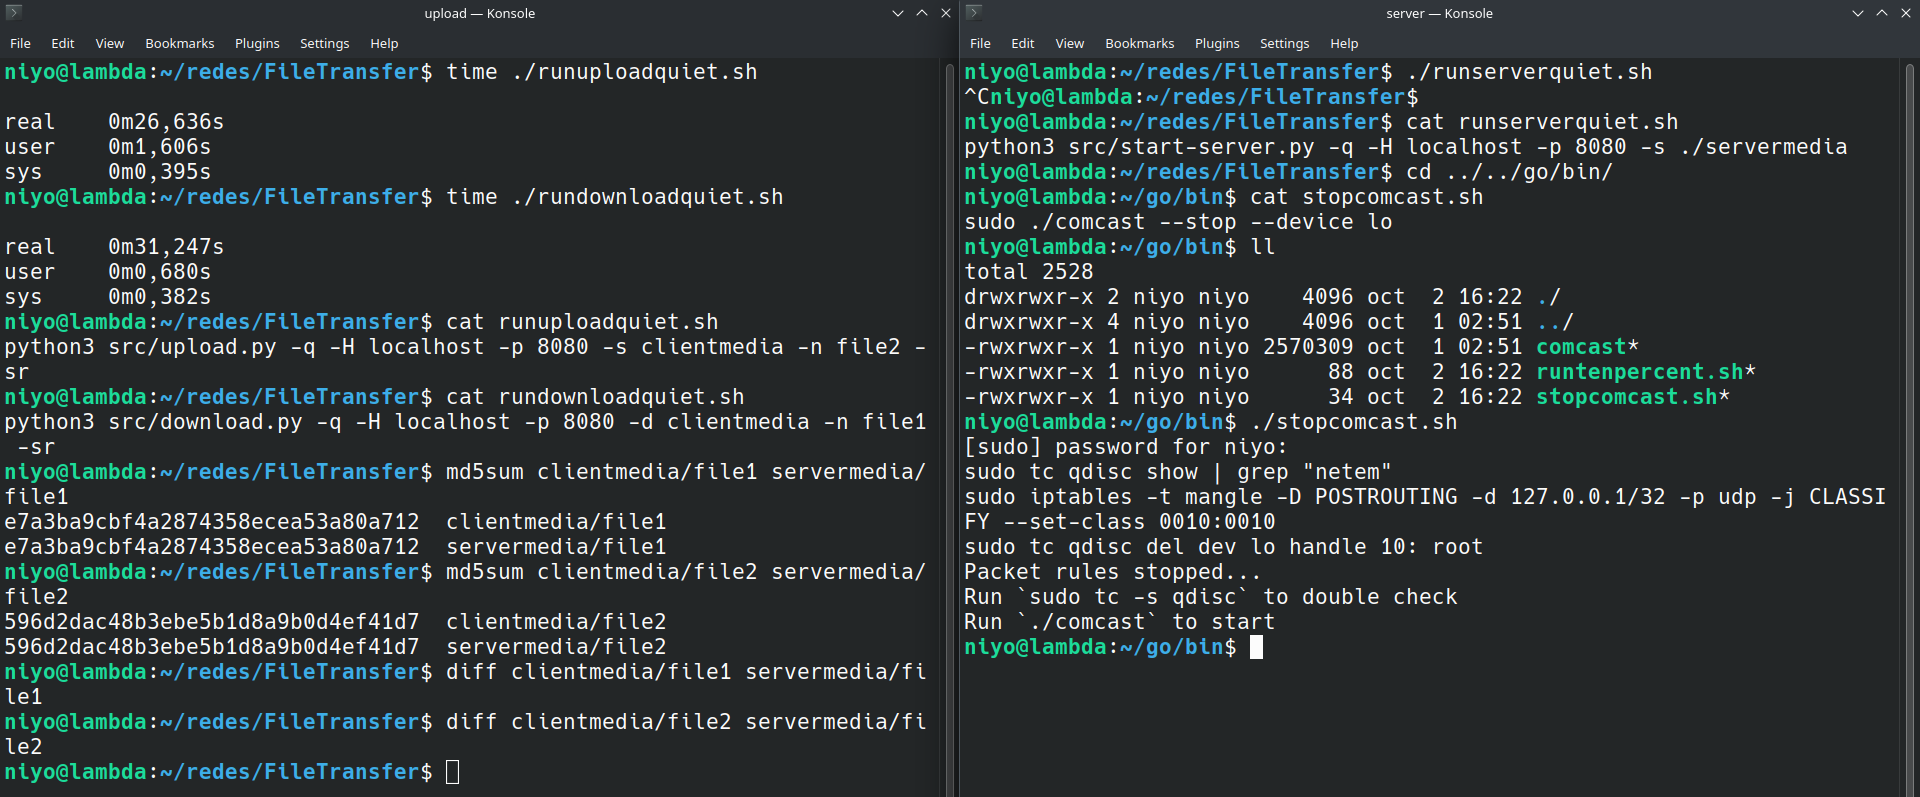 upload — Konsole
File Edit View Bookmarks Plugins Settings Help
niyo@lambda:~/redes/FileTransfer$ time ./runuploadquiet.sh
real    0m26,636s
user    0m1,606s
sys     0m0,395s
niyo@lambda:~/redes/FileTransfer$ time ./rundownloadquiet.sh
real    0m31,247s
user    0m0,680s
sys     0m0,382s
niyo@lambda:~/redes/FileTransfer$ cat runuploadquiet.sh
python3 src/upload.py -q -H localhost -p 8080 -s clientmedia -n file2 -
sr
niyo@lambda:~/redes/FileTransfer$ cat rundownloadquiet.sh
python3 src/download.py -q -H localhost -p 8080 -d clientmedia -n file1
 -sr
niyo@lambda:~/redes/FileTransfer$ md5sum clientmedia/file1 servermedia/
file1
e7a3ba9cbf4a2874358ecea53a80a712  clientmedia/file1
e7a3ba9cbf4a2874358ecea53a80a712  servermedia/file1
niyo@lambda:~/redes/FileTransfer$ md5sum clientmedia/file2 servermedia/
file2
596d2dac48b3ebe5b1d8a9b0d4ef41d7  clientmedia/file2
596d2dac48b3ebe5b1d8a9b0d4ef41d7  servermedia/file2
niyo@lambda:~/redes/FileTransfer$ diff clientmedia/file1 servermedia/fi
le1
niyo@lambda:~/redes/FileTransfer$ diff clientmedia/file2 servermedia/fi
le2
niyo@lambda:~/redes/FileTransfer$
server — Konsole
File Edit View Bookmarks Plugins Settings Help
niyo@lambda:~/redes/FileTransfer$ ./runserverquiet.sh
^Cniyo@lambda:~/redes/FileTransfer$
niyo@lambda:~/redes/FileTransfer$ cat runserverquiet.sh
python3 src/start-server.py -q -H localhost -p 8080 -s ./servermedia
niyo@lambda:~/redes/FileTransfer$ cd ../../go/bin/
niyo@lambda:~/go/bin$ cat stopcomcast.sh
sudo ./comcast --stop --device lo
niyo@lambda:~/go/bin$ ll
total 2528
drwxrwxr-x 2 niyo niyo    4096 oct  2 16:22 ./
drwxrwxr-x 4 niyo niyo    4096 oct  1 02:51 ../
-rwxrwxr-x 1 niyo niyo 2570309 oct  1 02:51 comcast*
-rwxrwxr-x 1 niyo niyo      88 oct  2 16:22 runtenpercent.sh*
-rwxrwxr-x 1 niyo niyo      34 oct  2 16:22 stopcomcast.sh*
niyo@lambda:~/go/bin$ ./stopcomcast.sh
[sudo] password for niyo:
sudo tc qdisc show | grep "netem"
sudo iptables -t mangle -D POSTROUTING -d 127.0.0.1/32 -p udp -j CLASSI
FY --set-class 0010:0010
sudo tc qdisc del dev lo handle 10: root
Packet rules stopped...
Run `sudo tc -s qdisc` to double check
Run `./comcast` to start
niyo@lambda:~/go/bin$